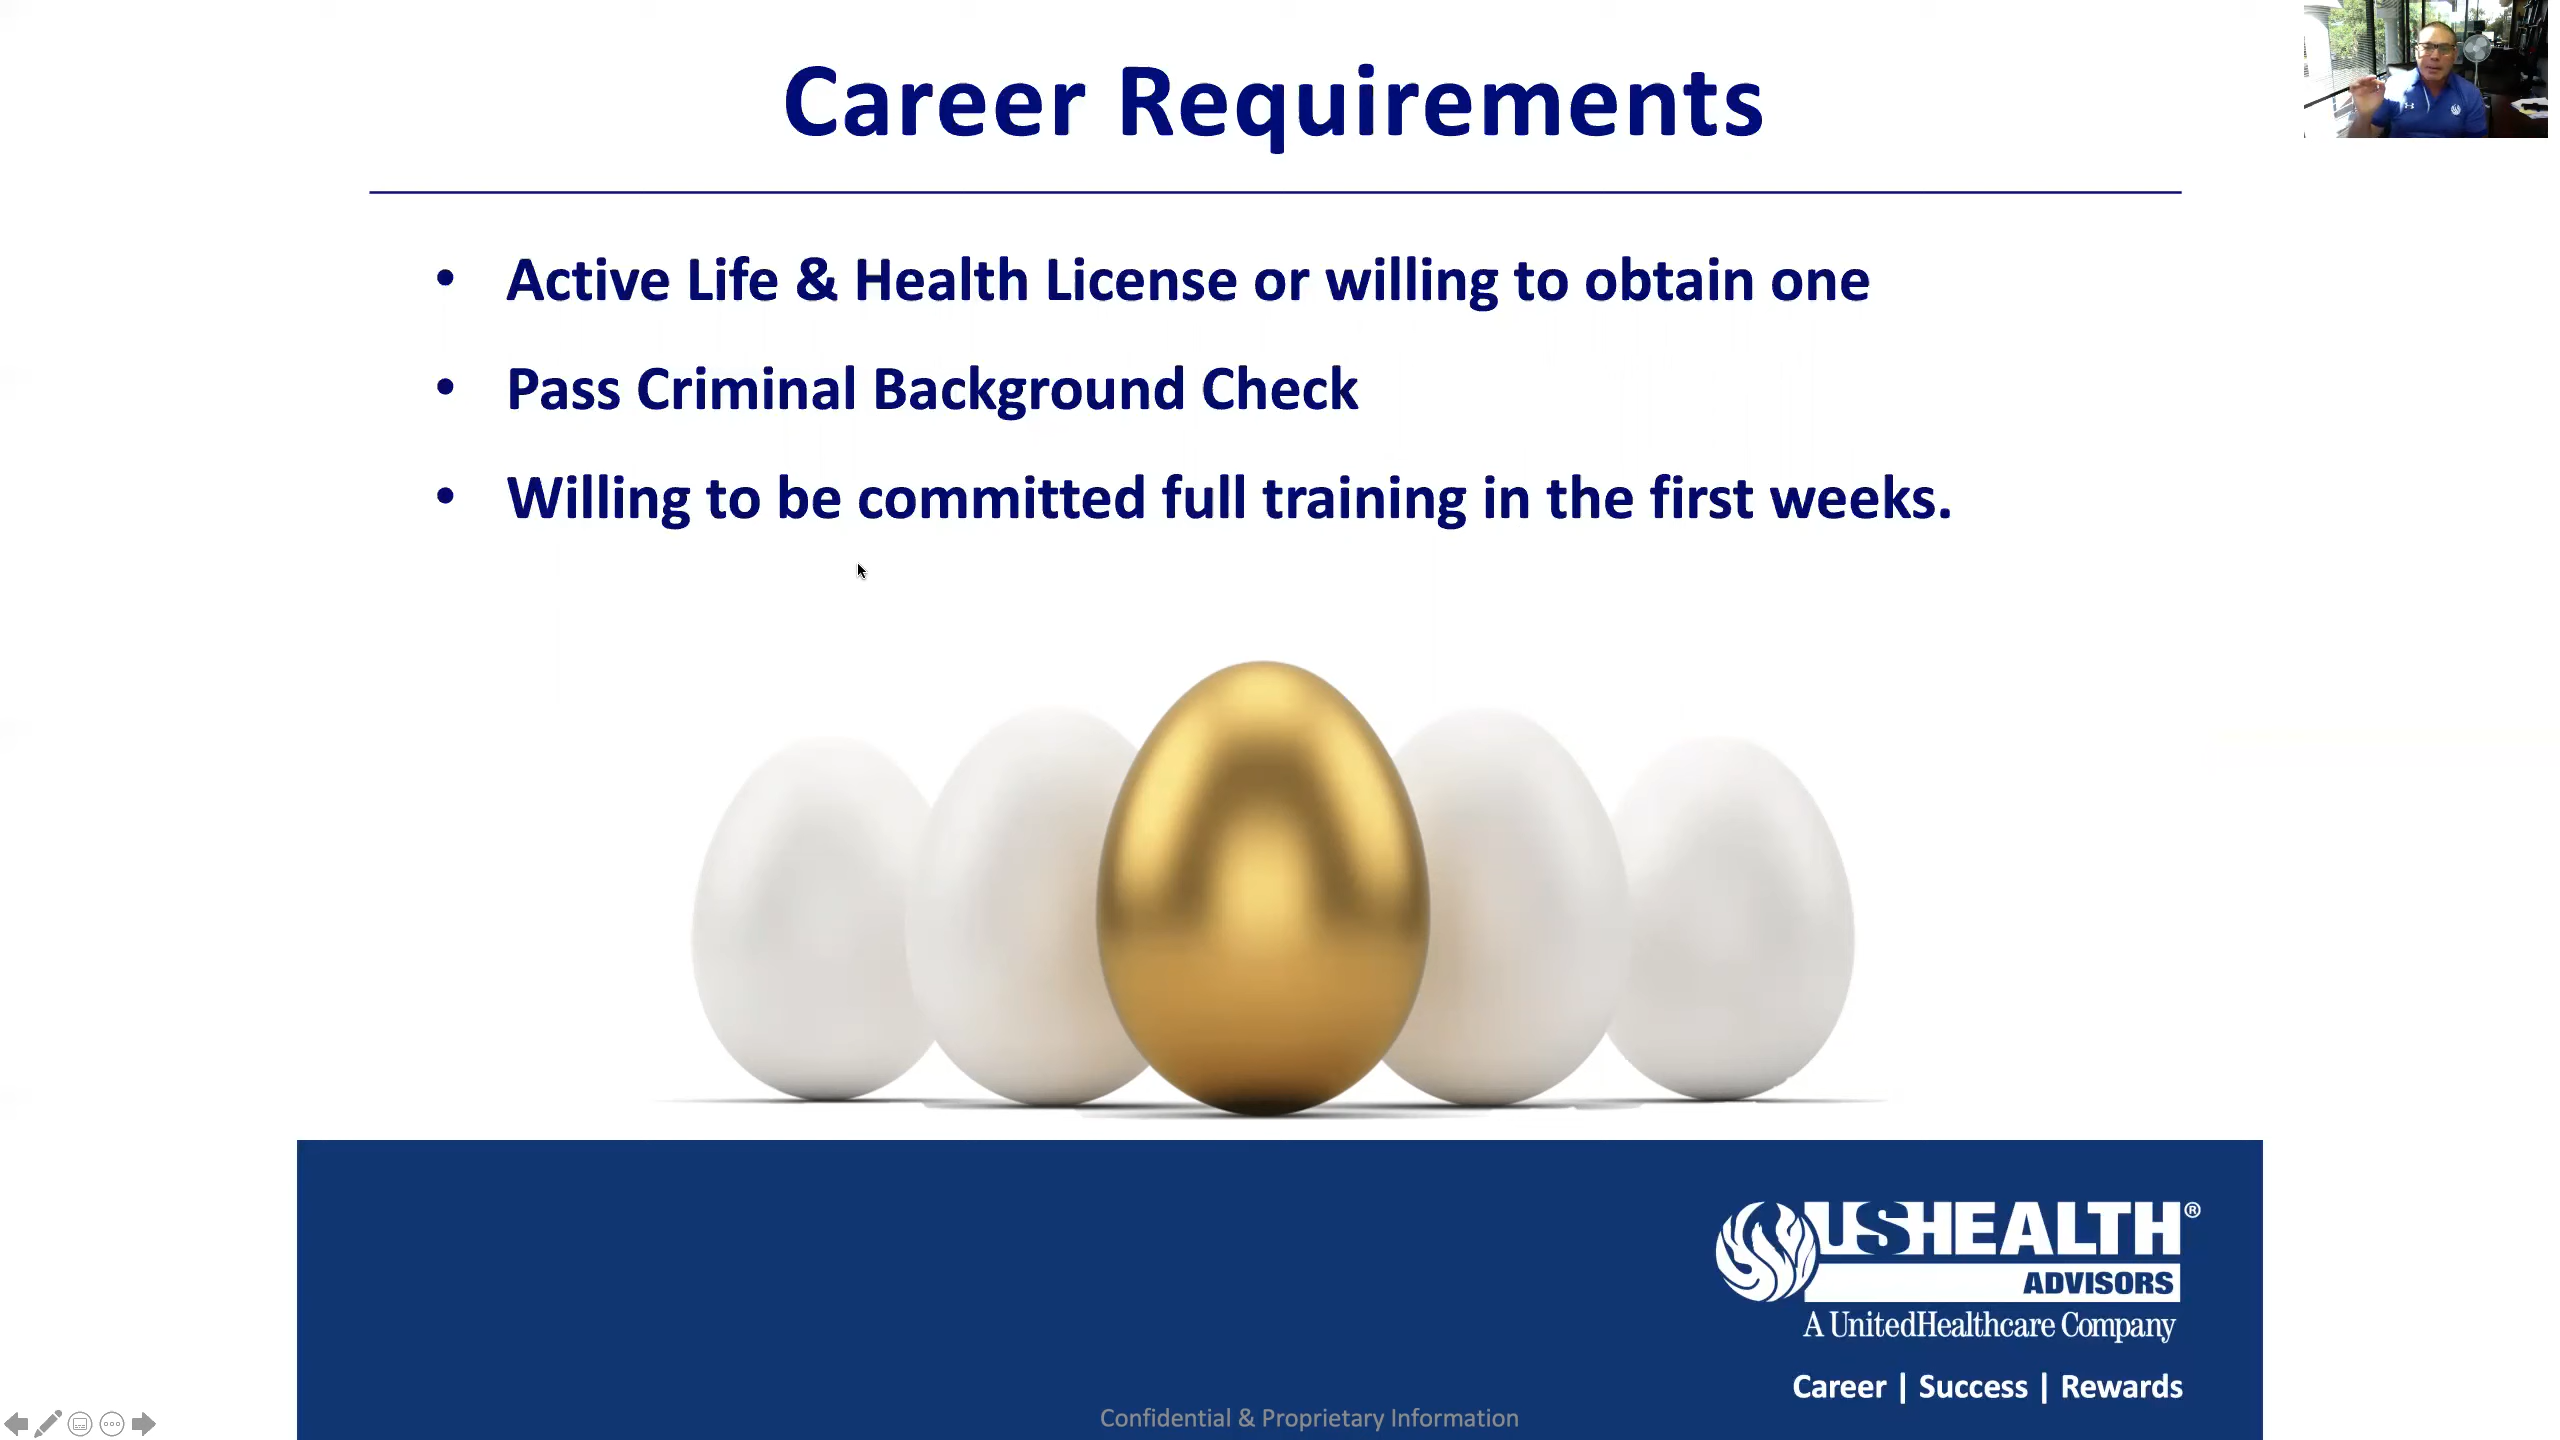 Career Requirements
• Active Life & Health License or willing to obtain one
• Pass Criminal Background Check
• Willing to be committed full training in the first weeks.
USHEALTH®
ADVISORS
A UnitedHealthcare Company
Career | Success | Rewards
Confidential & Proprietary Information